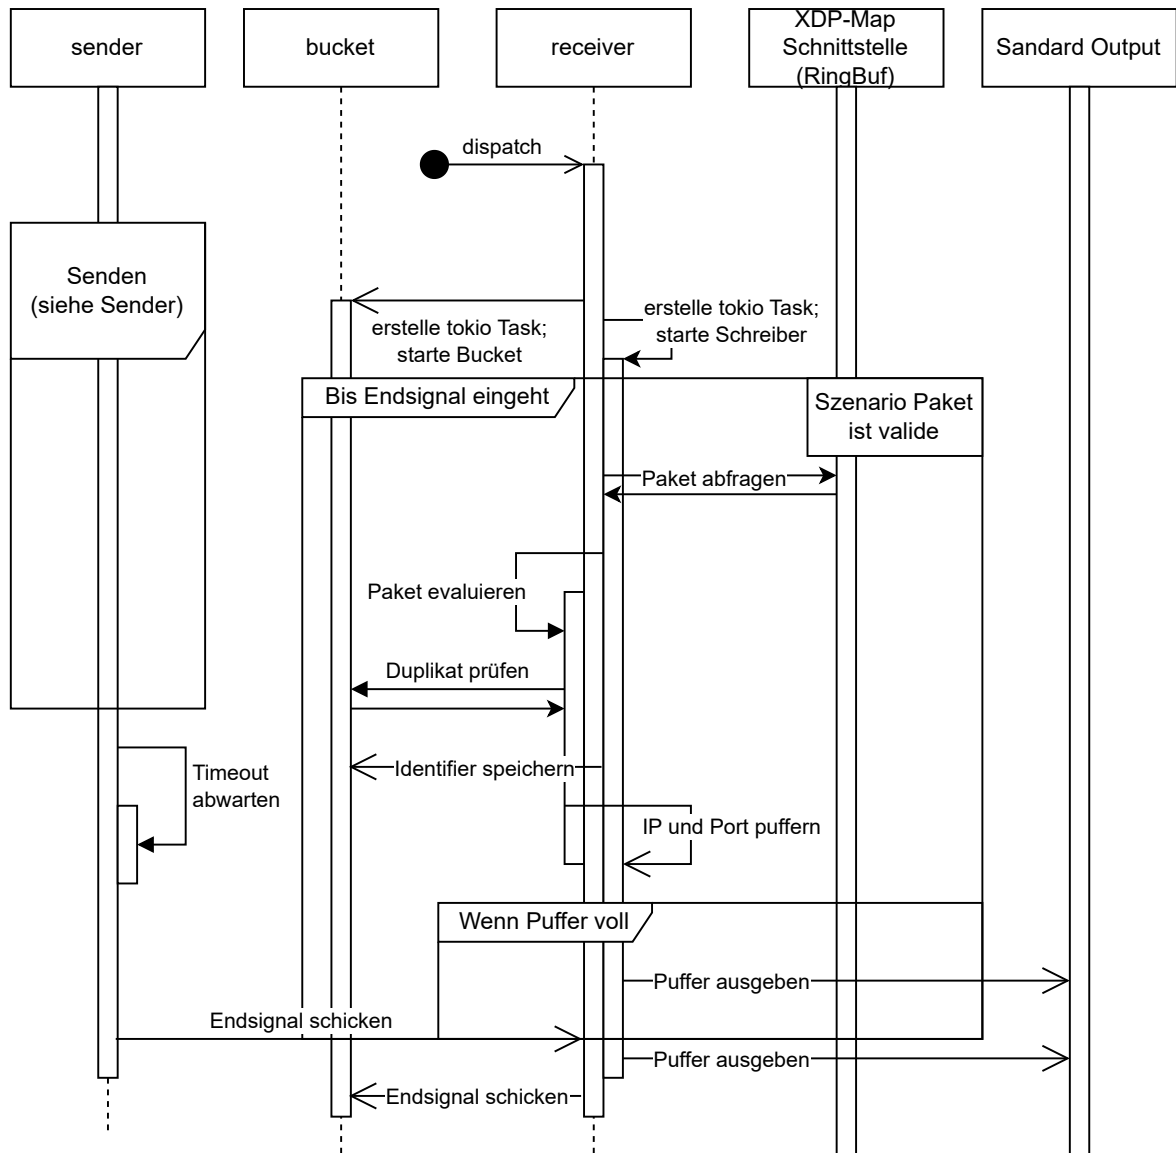 sender
bucket
receiver
XDP-Map
Schnittstelle
(RingBuf)
Sandard Output
dispatch
Senden
(siehe Sender)
erstelle tokio Task;
starte Bucket
erstelle tokio Task;
starte Schreiber
Bis Endsignal eingeht
Szenario Paket
ist valide
Paket abfragen
Paket evaluieren
Duplikat prüfen
Identifier speichern
Timeout
abwarten
IP und Port puffern
Wenn Puffer voll
Puffer ausgeben
Endsignal schicken
Puffer ausgeben
Endsignal schicken